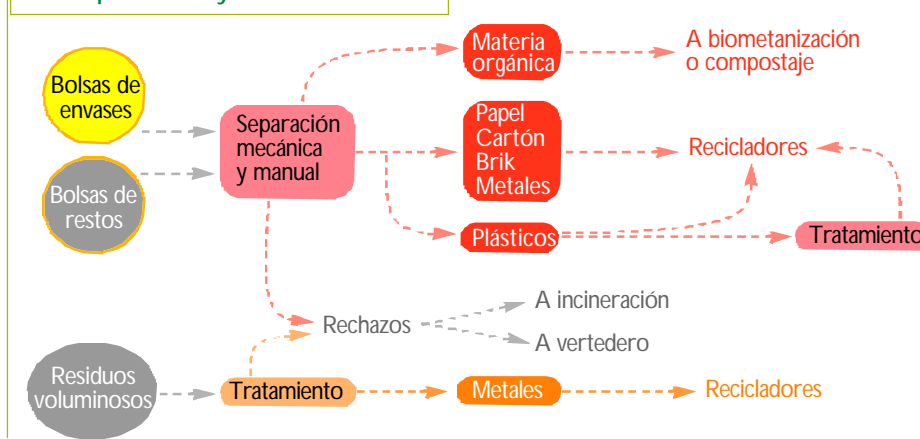 Bolsas de
envases
Bolsas de
restos
Separación
mecánica
y manual
Materia
orgánica
A biometanización
o compostaje
Papel
Cartón
Brik
Metales
Recicladores
Plásticos
Tratamiento
Rechazos
A incineración
A vertedero
Residuos
voluminosos
Tratamiento
Metales
Recicladores